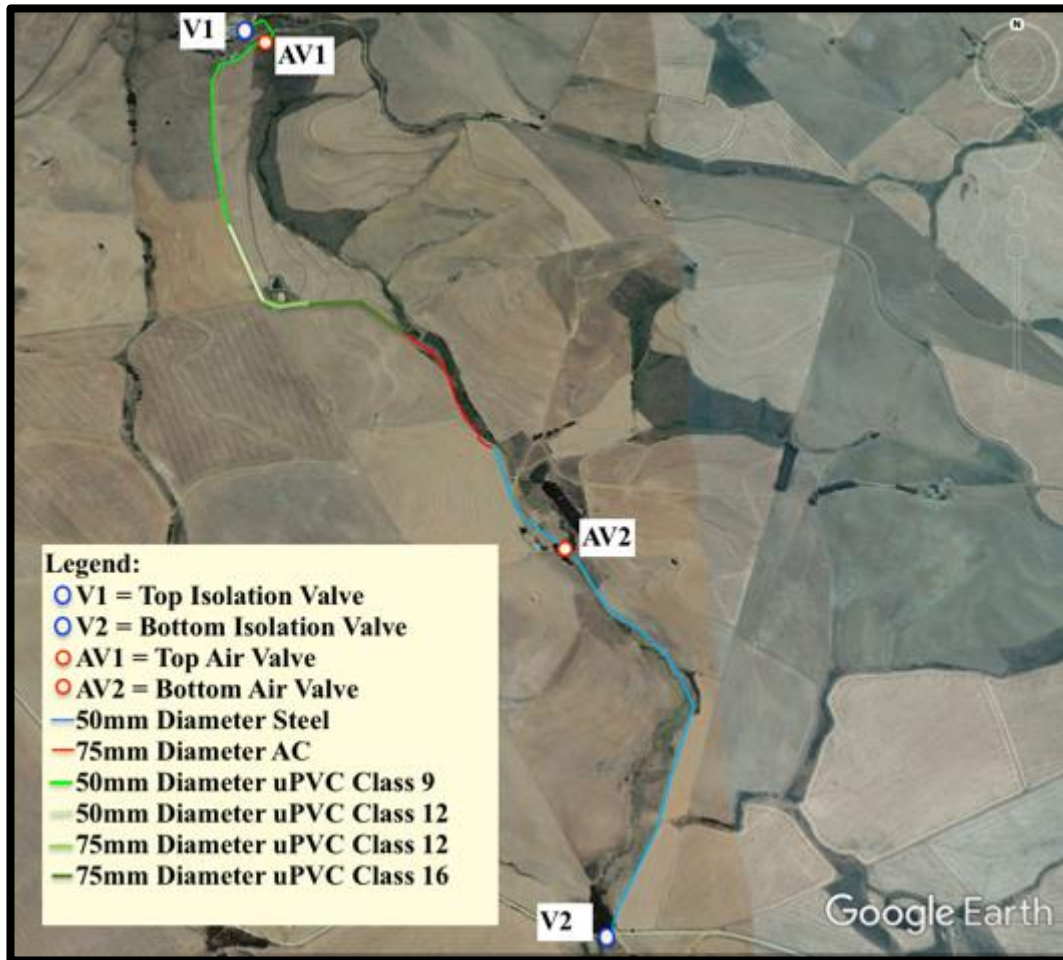 V1
AV1
N
AV2
Legend:
V1 = Top Isolation Valve
V2 = Bottom Isolation Valve
AV1 = Top Air Valve
AV2 = Bottom Air Valve
50mm Diameter Steel
75mm Diameter AC
50mm Diameter uPVC Class 9
50mm Diameter uPVC Class 12
75mm Diameter uPVC Class 12
75mm Diameter uPVC Class 16
V2
Google Earth